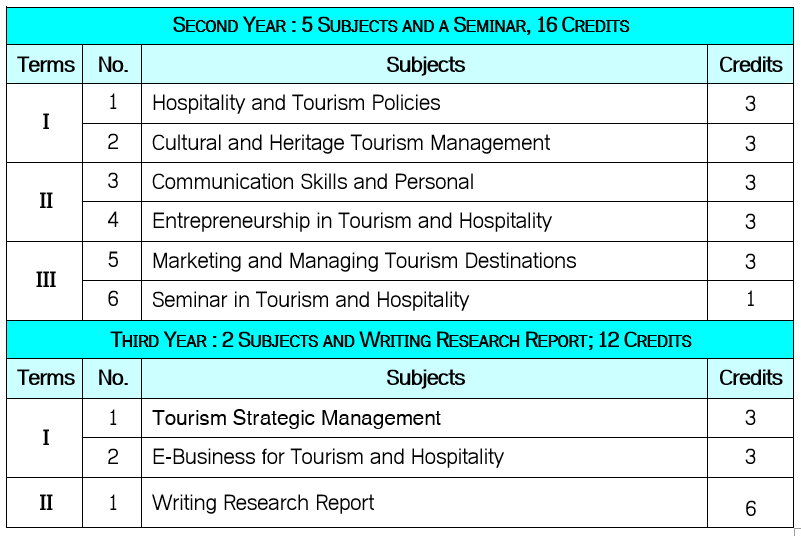 SECOND YEAR : 5 SUBJECTS AND A SEMINAR, 16 CREDITS
Terms No. Subjects Credits
I
1 Hospitality and Tourism Policies 3
2 Cultural and Heritage Tourism Management 3
II
3 Communication Skills and Personal 3
4 Entrepreneurship in Tourism and Hospitality 3
III
5 Marketing and Managing Tourism Destinations 3
6 Seminar in Tourism and Hospitality 1
THIRD YEAR : 2 SUBJECTS AND WRITING RESEARCH REPORT; 12 CREDITS
Terms No. Subjects Credits
I
1 Tourism Strategic Management 3
2 E-Business for Tourism and Hospitality 3
II 1 Writing Research Report 6